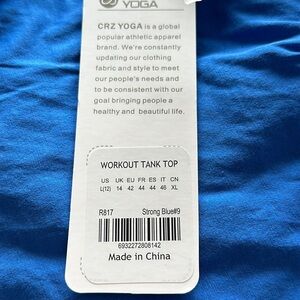 YOGA
CRZ YOGA is a global
popular athletic apparel
brand. We're constantly
updating our clothing
fabric and style to meet
our people's needs and
to be consistent with our
goal bringing people a
healthy and beautiful life.
WORKOUT TANK TOP
US UK EU FR ES IT CN
L(12) 14 42 44 44 46 XL
R817 Strong Blue#9
6932272808142
Made in China